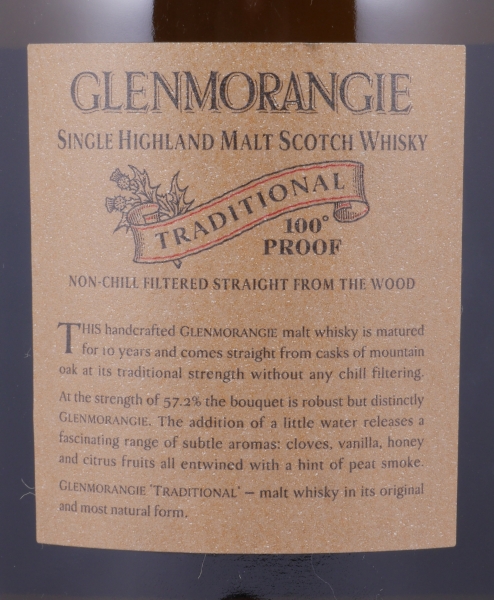 GLENMORANGIE
SINGLE HIGHLAND MALT SCOTCH WHISKY
TRADITIONAL
100°
PROOF
NON-CHILL FILTERED STRAIGHT FROM THE WOOD
THIS handcrafted GLENMORANGIE malt whisky is matured
for 10 years and comes straight from casks of mountain
oak at its traditional strength without any chill filtering.
At the strength of 57.2% the bouquet is robust but distinctly
GLENMORANGIE. The addition of a little water releases a
fascinating range of subtle aromas: cloves, vanilla, honey
and citrus fruits all entwined with a hint of peat smoke.
GLENMORANGIE 'TRADITIONAL' – malt whisky in its original
and most natural form.